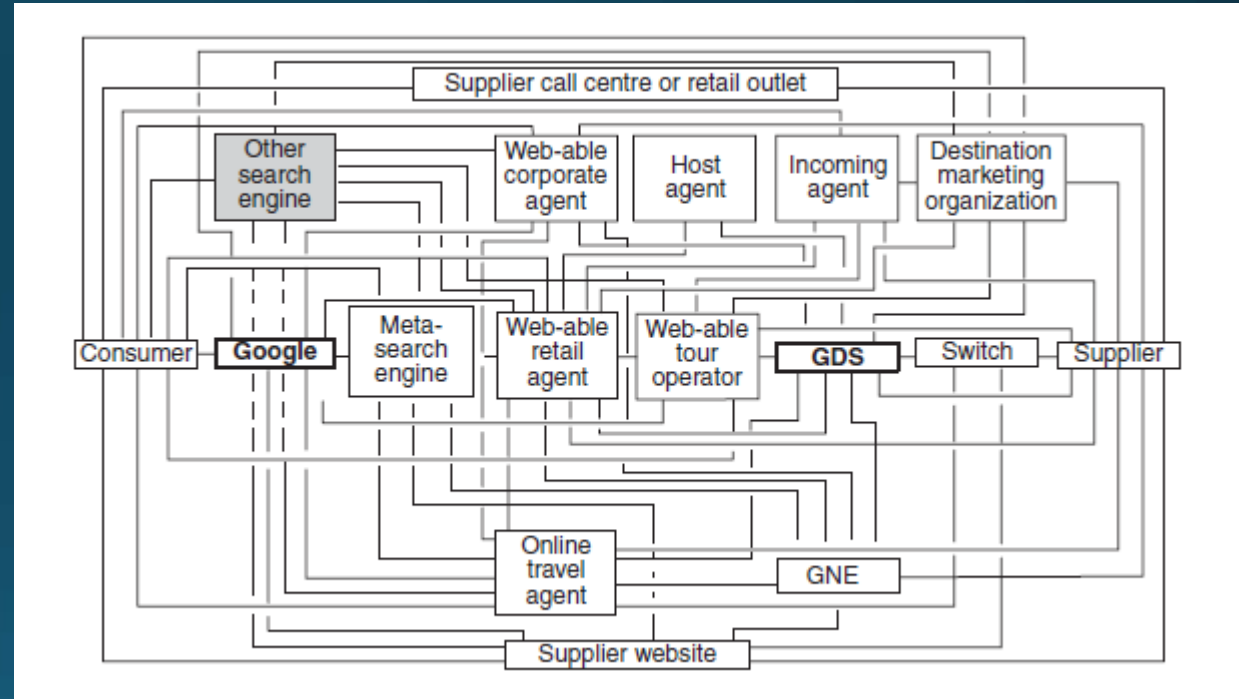 Supplier call centre or retail outlet
Other
search
engine
Web-able
corporate
agent
Host
agent
Incoming
agent
Destination
marketing
organization
Consumer
Google
Meta-
search
engine
Web-able
retail
agent
Web-able
tour
operator
GDS
Switch
Supplier
Online
travel
agent
GNE
Supplier website